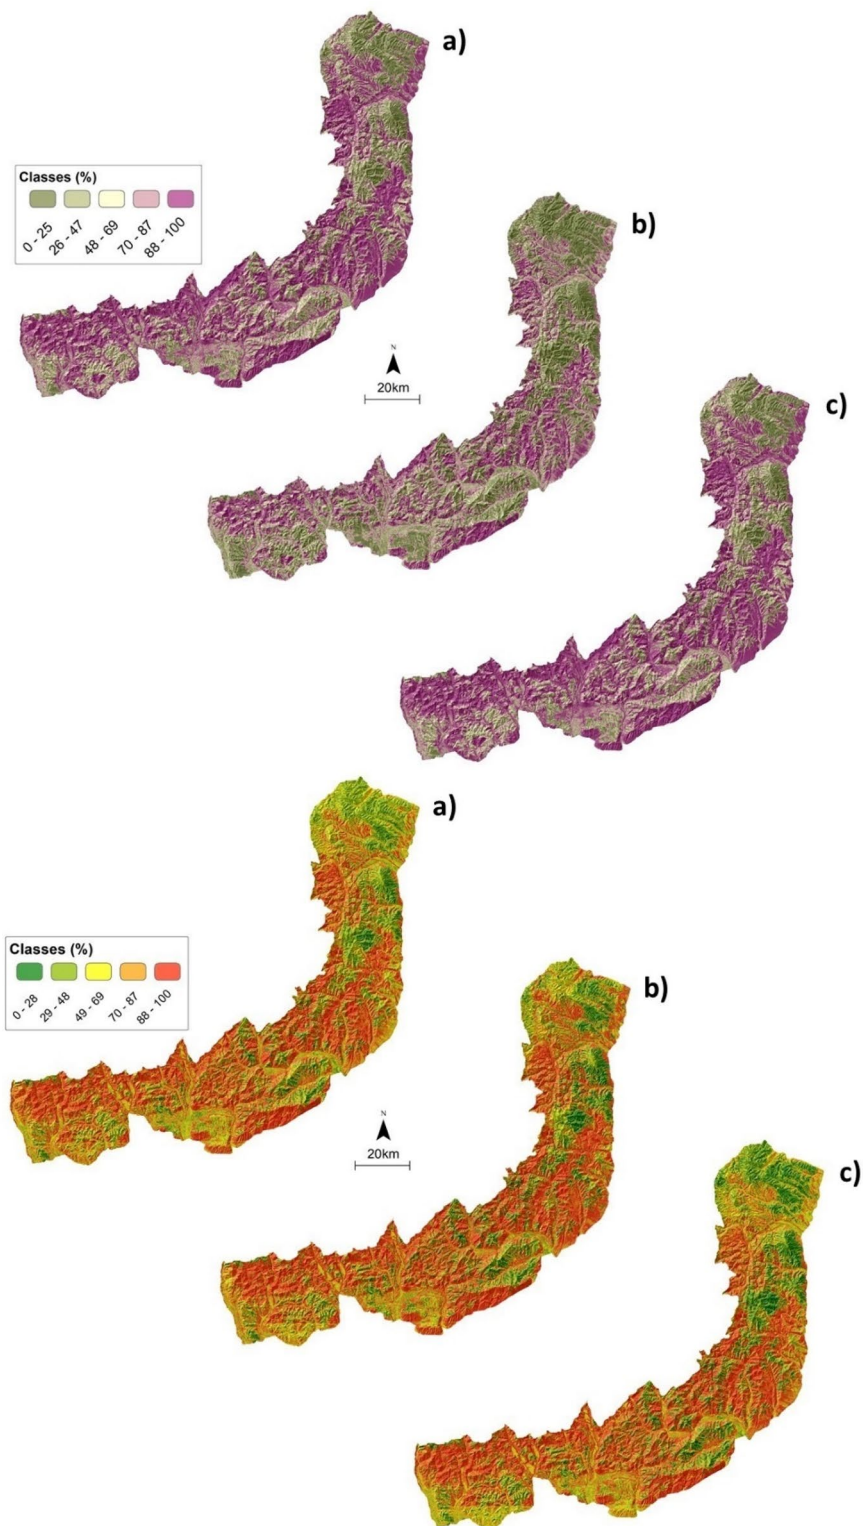 a)
Classes (%)
0 - 25
26 - 47
48 - 69
70 - 87
88 - 100
b)
N
20km
c)
a)
Classes (%)
0 - 28
29 - 48
49 - 69
70 - 87
88 - 100
b)
N
20km
c)